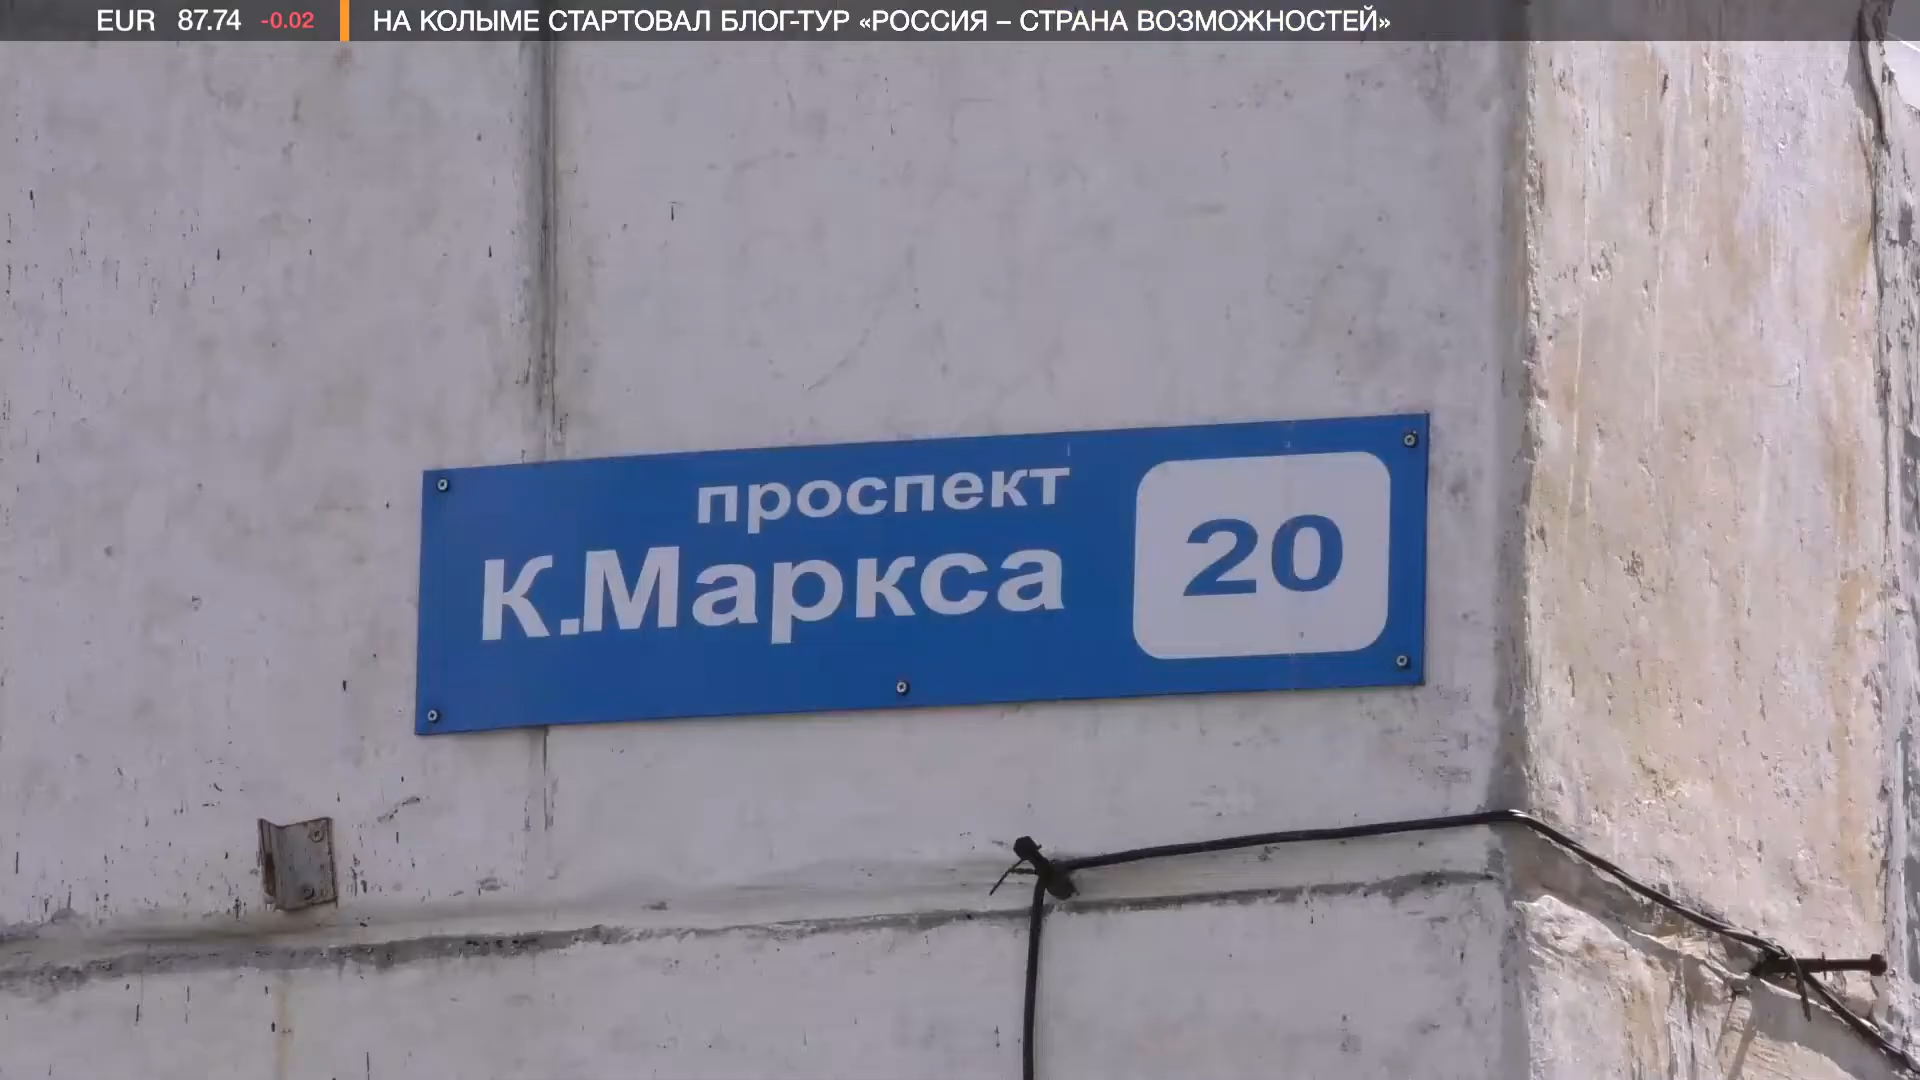 EUR 87.74 -0.02 НА КОЛЫМЕ СТАРТОВАЛ БЛОГ-ТУР «РОССИЯ – СТРАНА ВОЗМОЖНОСТЕЙ»
проспект
К.Маркса 20